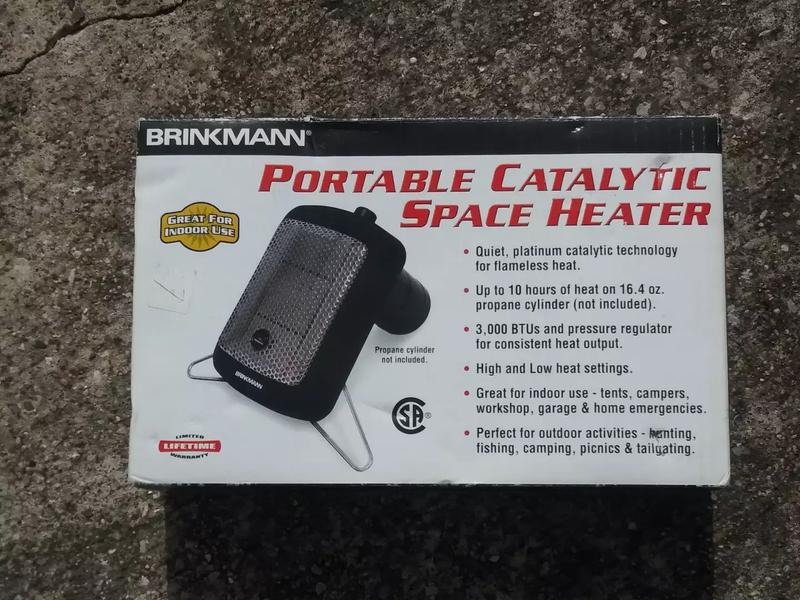 BRINKMANN®
PORTABLE CATALYTIC
SPACE HEATER
GREAT FOR
INDOOR USE
• Quiet, platinum catalytic technology
for flameless heat.
• Up to 10 hours of heat on 16.4 oz.
propane cylinder (not included).
• 3,000 BTUs and pressure regulator
for consistent heat output.
• High and Low heat settings.
• Great for indoor use - tents, campers,
workshop, garage & home emergencies.
• Perfect for outdoor activities - hunting,
fishing, camping, picnics & tailgating.
Propane cylinder
not included.
BRINKMANN
SA®
LIMITED
LIFETIME
WARRANTY